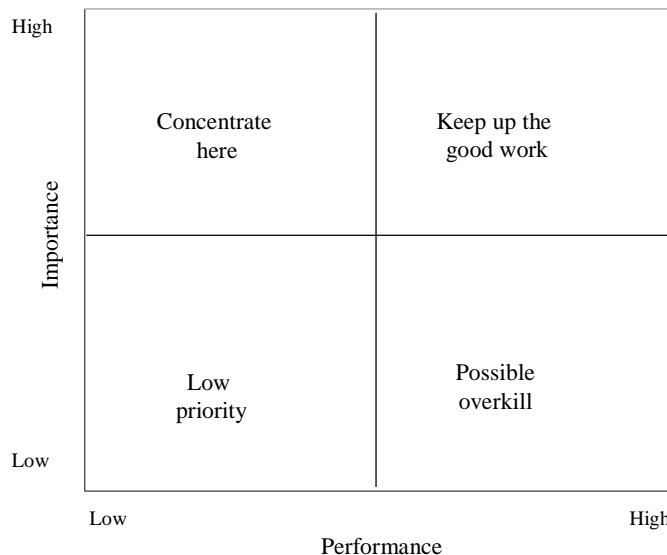 High
Concentrate
here
Keep up the
good work
Importance
Low
priority
Possible
overkill
Low
Low
High
Performance